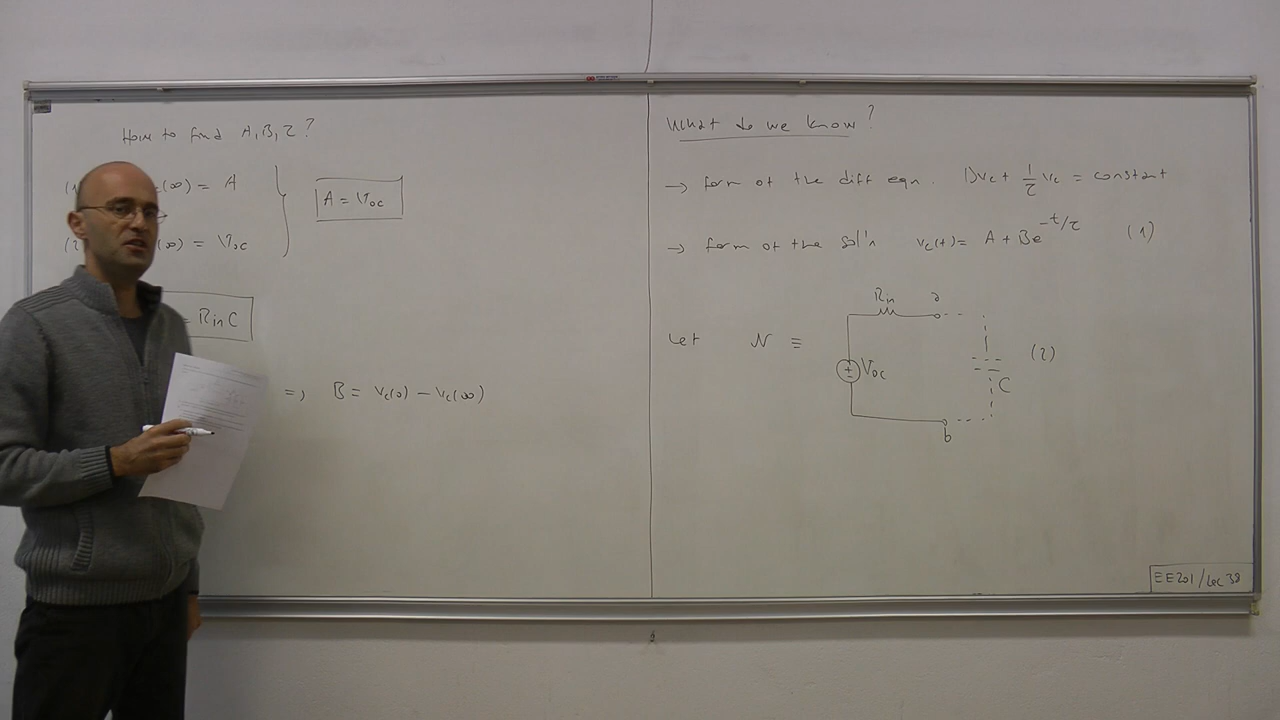 How to find A, B, τ ?
(∞) = A
(∞) = Voc
A = Voc
= Rin C
⇒ B = vc(0) − vc(∞)
What do we know?
→ form of the diff eqn. Dvc + 1/τ vc = constant
→ form of the sol'n vc(t) = A + Be^{-t/τ} (1)
Let N ≡
Rin
a
Voc
C
(2)
b
EE201/Lec 38